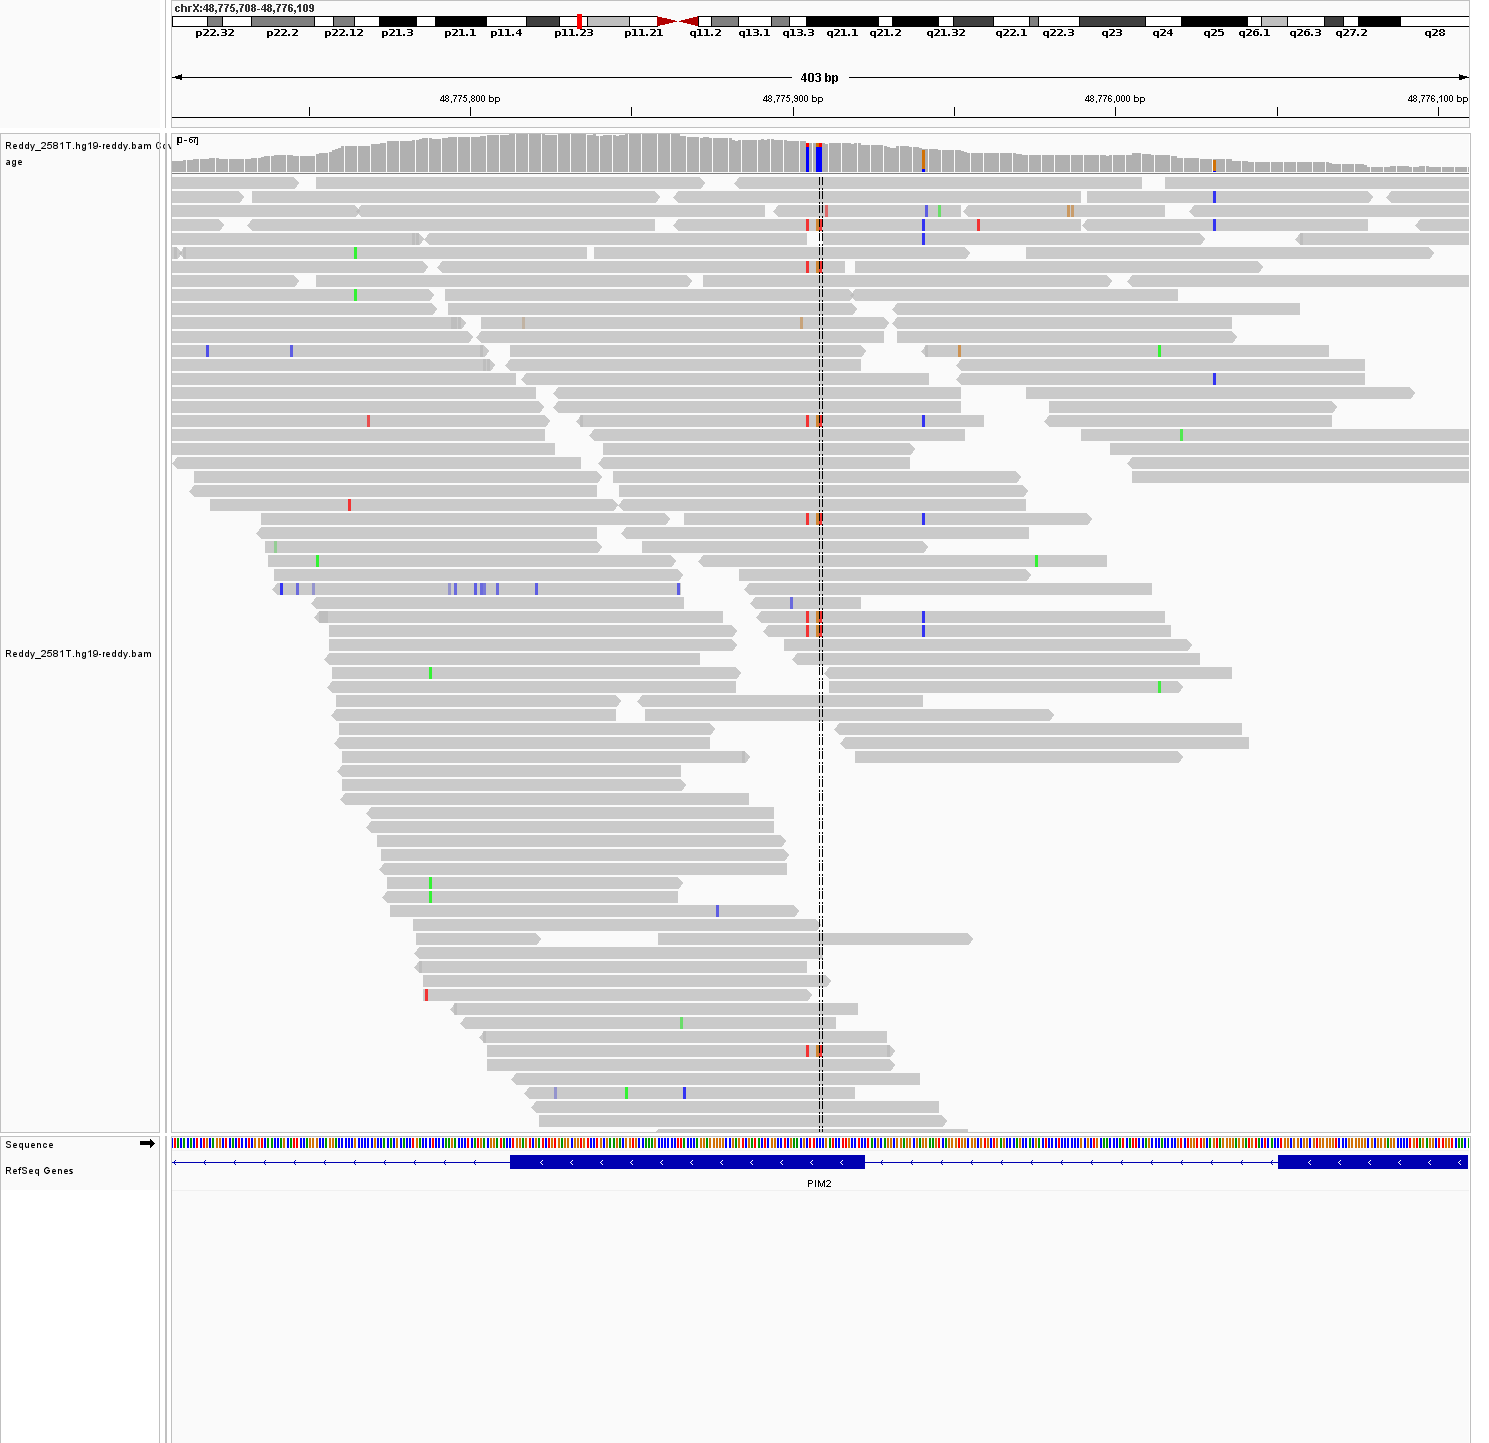 chrX:48,775,708-48,776,109
p22.32 p22.2 p22.12 p21.3 p21.1 p11.4 p11.23 p11.21 q11.2 q13.1 q13.3 q21.1 q21.2 q21.32 q22.1 q22.3 q23 q24 q25 q26.1 q26.3 q27.2 q28
403 bp
48,775,800 bp 48,775,900 bp 48,776,000 bp 48,776,100 bp
Reddy_2581T.hg19-reddy.bam Cov
age
[0 - 67]
Reddy_2581T.hg19-reddy.bam
Sequence
RefSeq Genes
PIM2